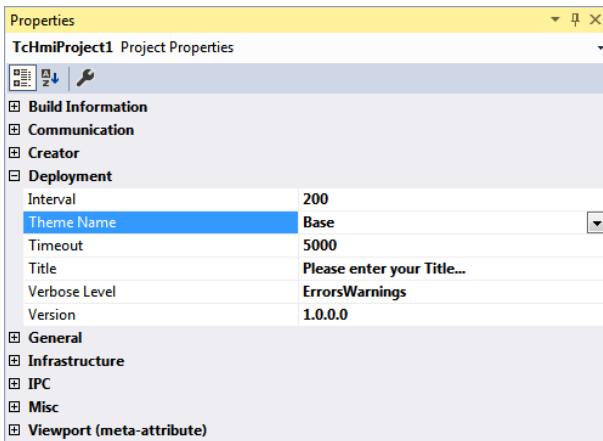 Properties
TcHmiProject1 Project Properties
Build Information
Communication
Creator
Deployment
Interval 200
Theme Name Base
Timeout 5000
Title Please enter your Title...
Verbose Level ErrorsWarnings
Version 1.0.0.0
General
Infrastructure
IPC
Misc
Viewport (meta-attribute)